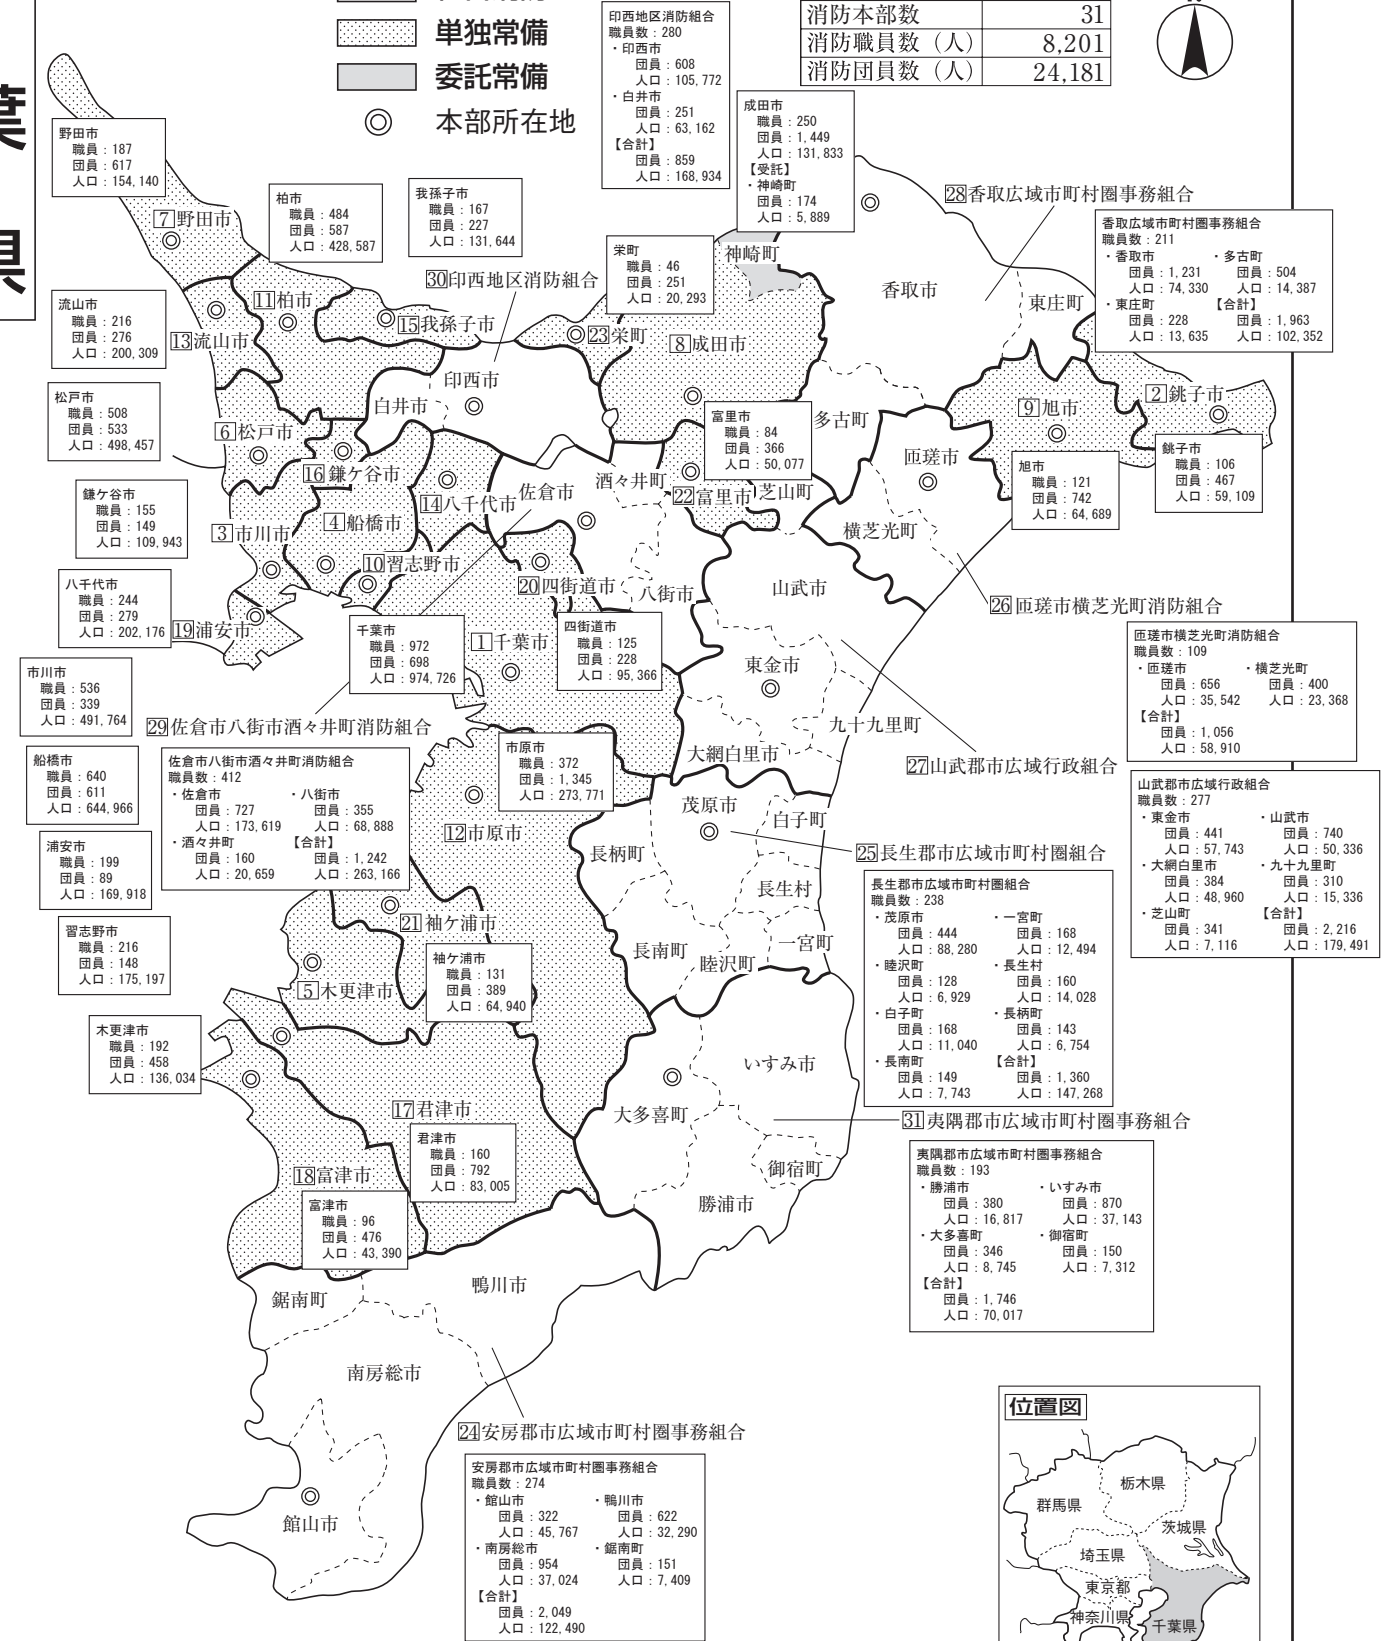 葉
県
単独常備
委託常備
本部所在地
消防本部数 31
消防職員数（人） 8,201
消防団員数（人） 24,181
印西地区消防組合
職員数：280
・印西市
団員：608
人口：105,772
・白井市
団員：251
人口：63,162
【合計】
団員：859
人口：168,934
成田市
職員：250
団員：1,449
人口：131,833
【受託】
・神崎町
団員：174
人口：5,889
野田市
職員：187
団員：617
人口：154,140
柏市
職員：484
団員：587
人口：428,587
我孫子市
職員：167
団員：227
人口：131,644
栄町
職員：46
団員：251
人口：20,293
28香取広域市町村圏事務組合
香取広域市町村圏事務組合
職員数：211
・香取市 ・多古町
団員：1,231 団員：504
人口：74,330 人口：14,387
・東庄町 【合計】
団員：228 団員：1,963
人口：13,635 人口：102,352
7野田市
神崎町
香取市
東庄町
30印西地区消防組合
11柏市
15我孫子市
23栄町
8成田市
流山市
職員：216
団員：276
人口：200,309
13流山市
印西市
白井市
松戸市
職員：508
団員：533
人口：498,457
6松戸市
富里市
職員：84
団員：366
人口：50,077
多古町
9旭市
2銚子市
匝瑳市
旭市
職員：121
団員：742
人口：64,689
銚子市
職員：106
団員：467
人口：59,109
16鎌ケ谷市
鎌ケ谷市
職員：155
団員：149
人口：109,943
3市川市
4船橋市
14八千代市
佐倉市
酒々井町
22富里市
芝山町
横芝光町
10習志野市
20四街道市
八街市
山武市
八千代市
職員：244
団員：279
人口：202,176
19浦安市
26匝瑳市横芝光町消防組合
千葉市
職員：972
団員：698
人口：974,726
1千葉市
四街道市
職員：125
団員：228
人口：95,366
東金市
匝瑳市横芝光町消防組合
職員数：109
・匝瑳市 ・横芝光町
団員：656 団員：400
人口：35,542 人口：23,368
【合計】
団員：1,056
人口：58,910
市川市
職員：536
団員：339
人口：491,764
29佐倉市八街市酒々井町消防組合
九十九里町
大網白里市
27山武郡市広域行政組合
船橋市
職員：640
団員：611
人口：644,966
佐倉市八街市酒々井町消防組合
職員数：412
・佐倉市 ・八街市
団員：727 団員：355
人口：173,619 人口：68,888
・酒々井町 【合計】
団員：160 団員：1,242
人口：20,659 人口：263,166
市原市
職員：372
団員：1,345
人口：273,771
山武郡市広域行政組合
職員数：277
・東金市 ・山武市
団員：441 団員：740
人口：57,743 人口：50,336
・大網白里市 ・九十九里町
団員：384 団員：310
人口：48,960 人口：15,336
・芝山町 【合計】
団員：341 団員：2,216
人口：7,116 人口：179,491
12市原市
茂原市
白子町
長柄町
25長生郡市広域市町村圏組合
浦安市
職員：199
団員：89
人口：169,918
長生村
長生郡市広域市町村圏組合
職員数：238
・茂原市 ・一宮町
団員：444 団員：168
人口：88,280 人口：12,494
・睦沢町 ・長生村
団員：128 団員：160
人口：6,929 人口：14,028
・白子町 ・長柄町
団員：168 団員：143
人口：11,040 人口：6,754
・長南町 【合計】
団員：149 団員：1,360
人口：7,743 人口：147,268
習志野市
職員：216
団員：148
人口：175,197
21袖ケ浦市
長南町
一宮町
睦沢町
袖ケ浦市
職員：131
団員：389
人口：64,940
5木更津市
木更津市
職員：192
団員：458
人口：136,034
いすみ市
17君津市
大多喜町
31夷隅郡市広域市町村圏事務組合
君津市
職員：160
団員：792
人口：83,005
御宿町
18富津市
勝浦市
夷隅郡市広域市町村圏事務組合
職員数：193
・勝浦市 ・いすみ市
団員：380 団員：870
人口：16,817 人口：37,143
・大多喜町 ・御宿町
団員：346 団員：150
人口：8,745 人口：7,312
【合計】
団員：1,746
人口：70,017
富津市
職員：96
団員：476
人口：43,390
鴨川市
鋸南町
南房総市
24安房郡市広域市町村圏事務組合
館山市
安房郡市広域市町村圏事務組合
職員数：274
・館山市 ・鴨川市
団員：322 団員：622
人口：45,767 人口：32,290
・南房総市 ・鋸南町
団員：954 団員：151
人口：37,024 人口：7,409
【合計】
団員：2,049
人口：122,490
位置図
栃木県
群馬県
茨城県
埼玉県
東京都
神奈川県
千葉県